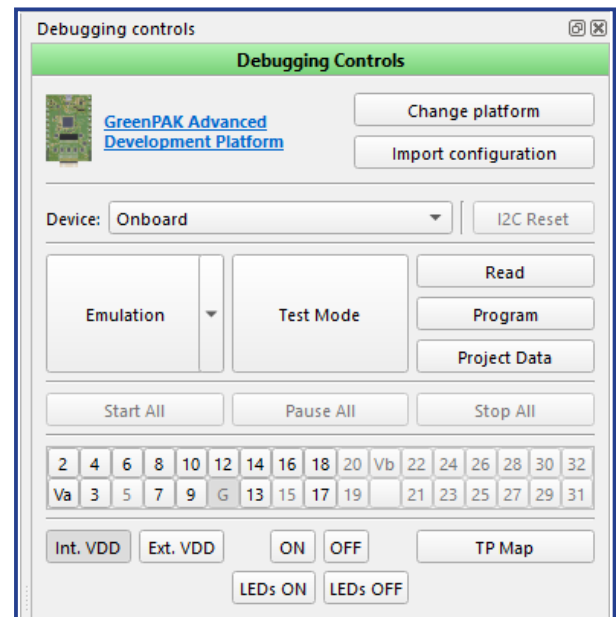 Debugging controls
Debugging Controls
GreenPAK Advanced
Development Platform
Change platform
Import configuration
Device: Onboard
I2C Reset
Emulation
Test Mode
Read
Program
Project Data
Start All
Pause All
Stop All
2 4 6 8 10 12 14 16 18 20 Vb 22 24 26 28 30 32
Va 3 5 7 9 G 13 15 17 19 21 23 25 27 29 31
Int. VDD
Ext. VDD
ON
OFF
TP Map
LEDs ON
LEDs OFF